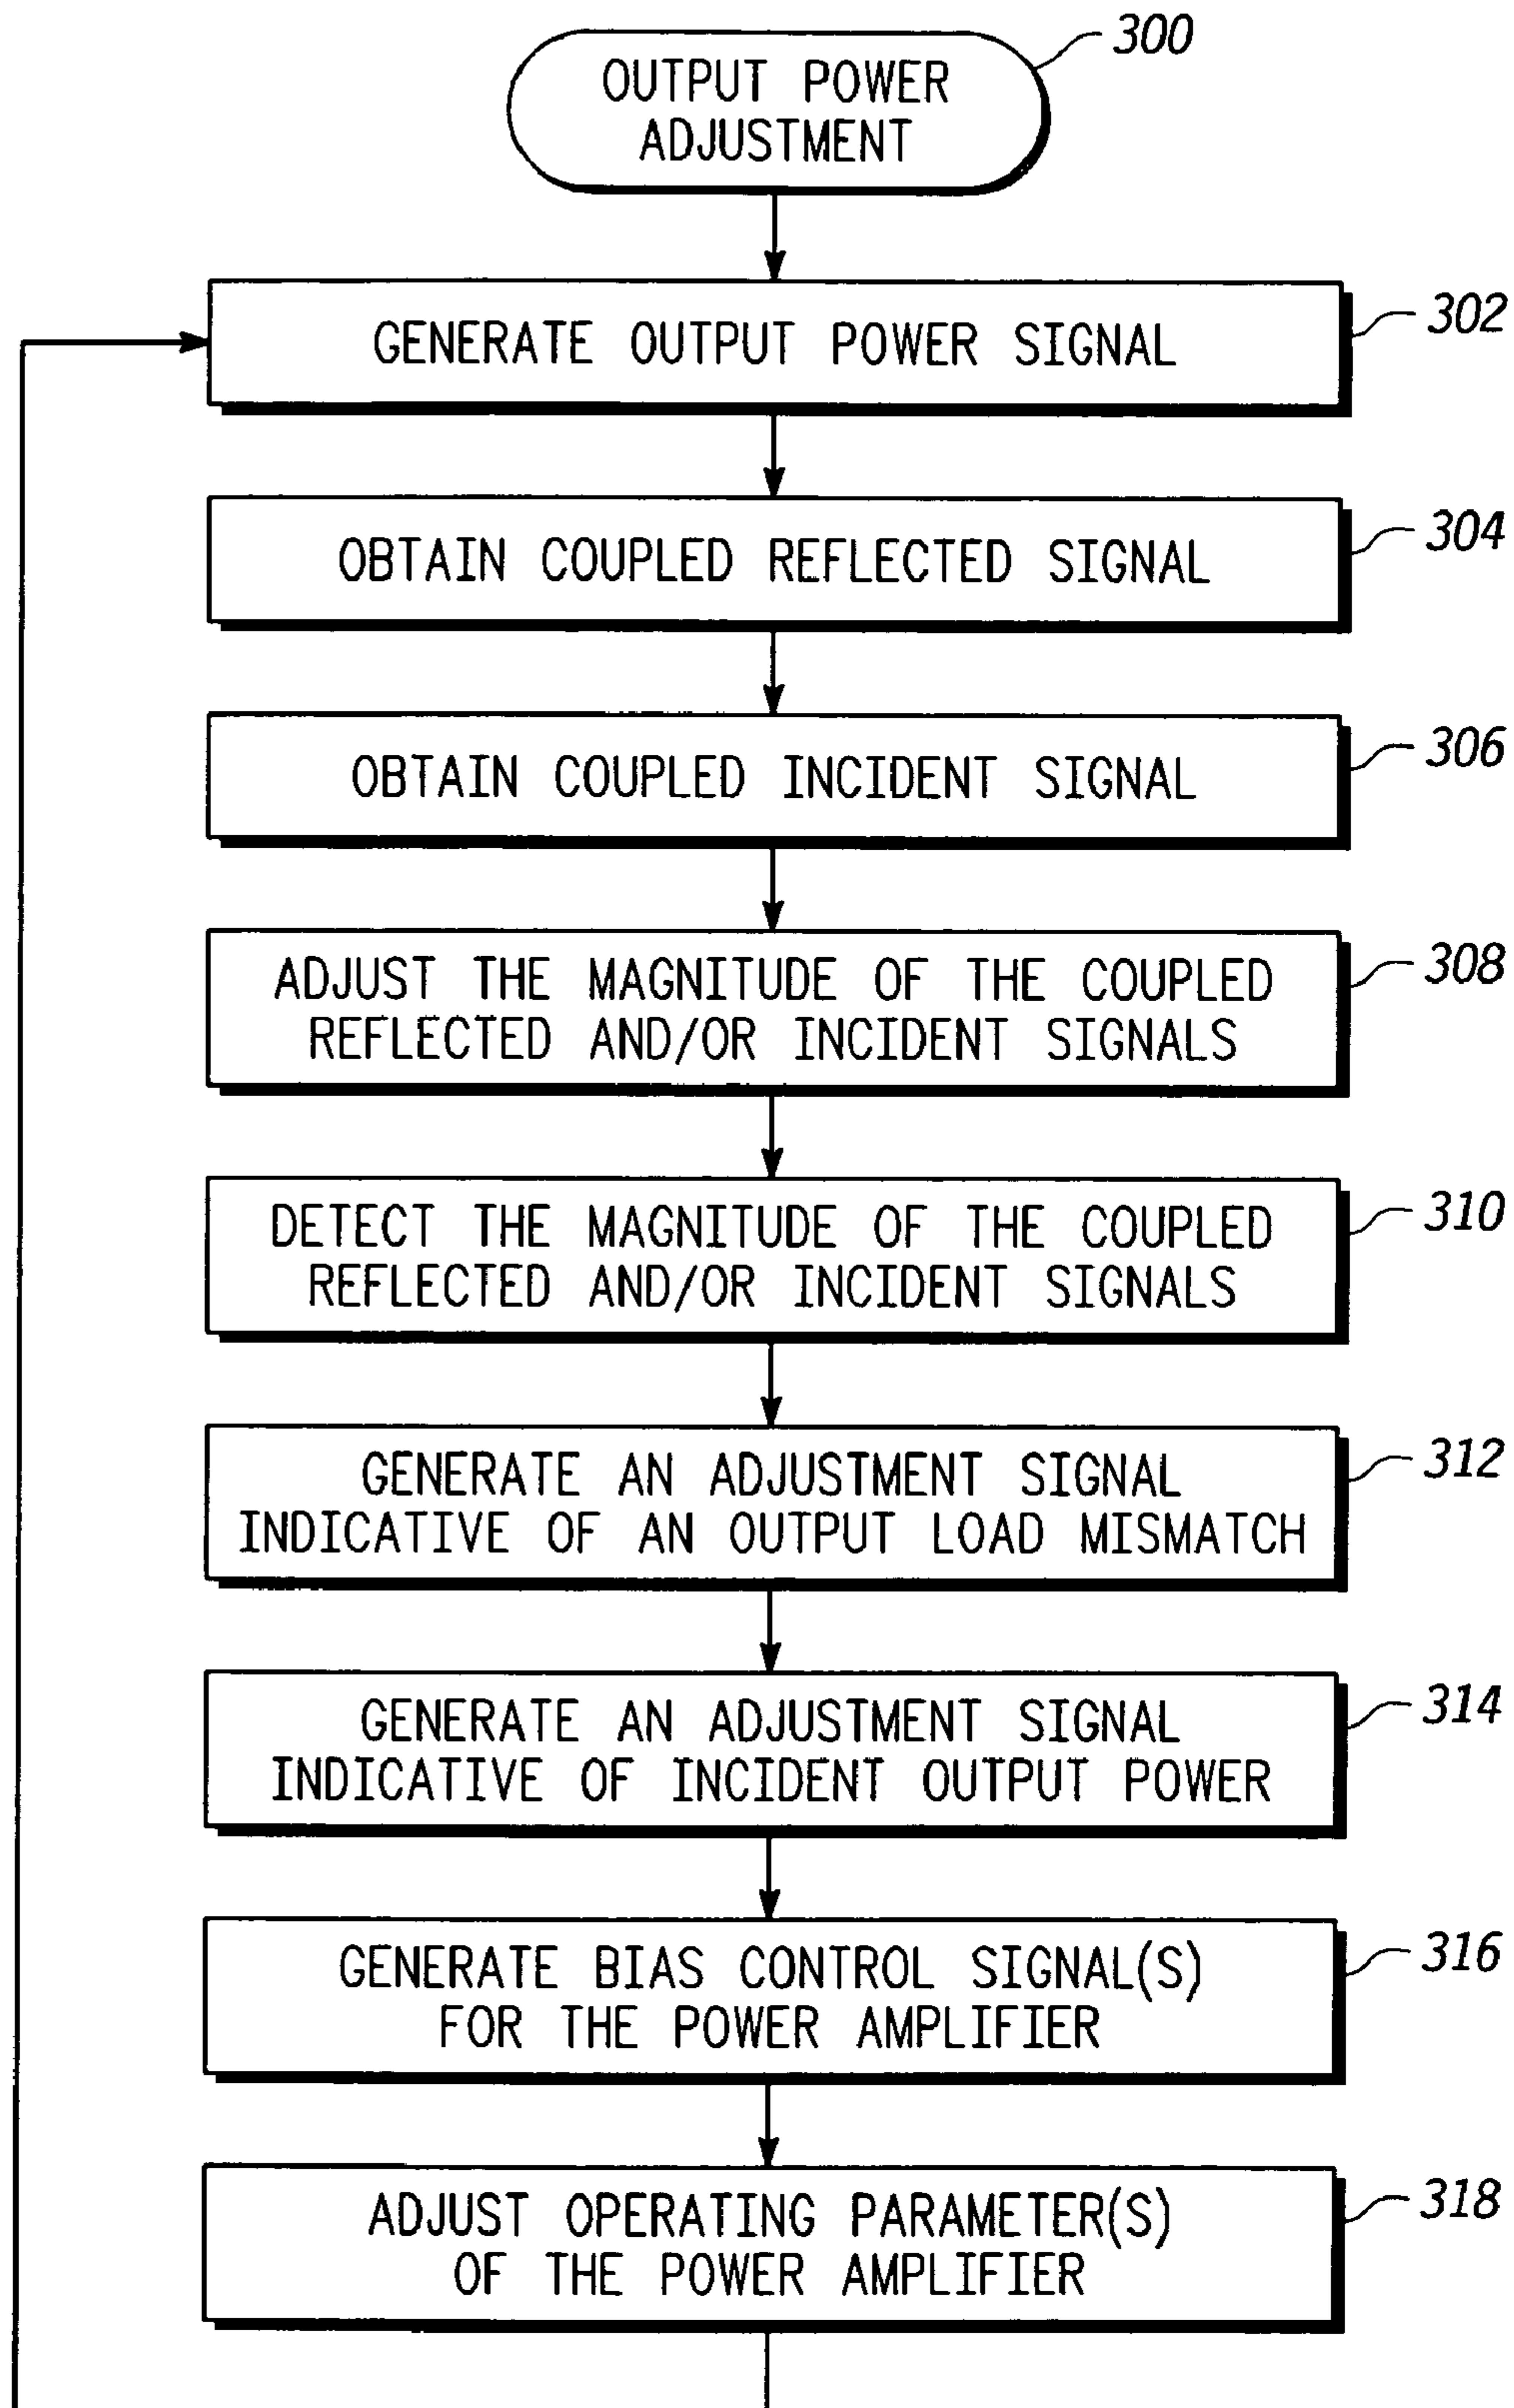 300
OUTPUT POWER
ADJUSTMENT
GENERATE OUTPUT POWER SIGNAL
302
OBTAIN COUPLED REFLECTED SIGNAL
304
OBTAIN COUPLED INCIDENT SIGNAL
306
ADJUST THE MAGNITUDE OF THE COUPLED
REFLECTED AND/OR INCIDENT SIGNALS
308
DETECT THE MAGNITUDE OF THE COUPLED
REFLECTED AND/OR INCIDENT SIGNALS
310
GENERATE AN ADJUSTMENT SIGNAL
INDICATIVE OF AN OUTPUT LOAD MISMATCH
312
GENERATE AN ADJUSTMENT SIGNAL
INDICATIVE OF INCIDENT OUTPUT POWER
314
GENERATE BIAS CONTROL SIGNAL(S)
FOR THE POWER AMPLIFIER
316
ADJUST OPERATING PARAMETER(S)
OF THE POWER AMPLIFIER
318